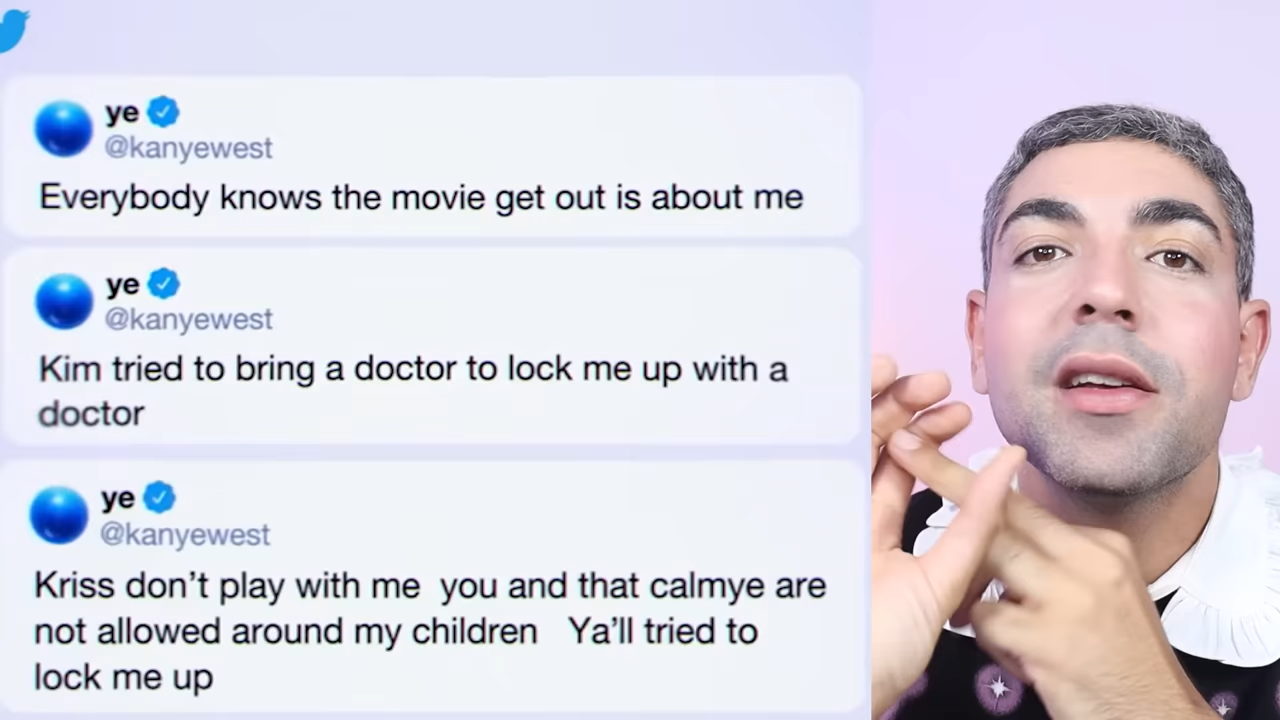 ye
@kanyewest
Everybody knows the movie get out is about me
ye
@kanyewest
Kim tried to bring a doctor to lock me up with a
doctor
ye
@kanyewest
Kriss don’t play with me  you and that calmye are
not allowed around my children   Ya’ll tried to
lock me up